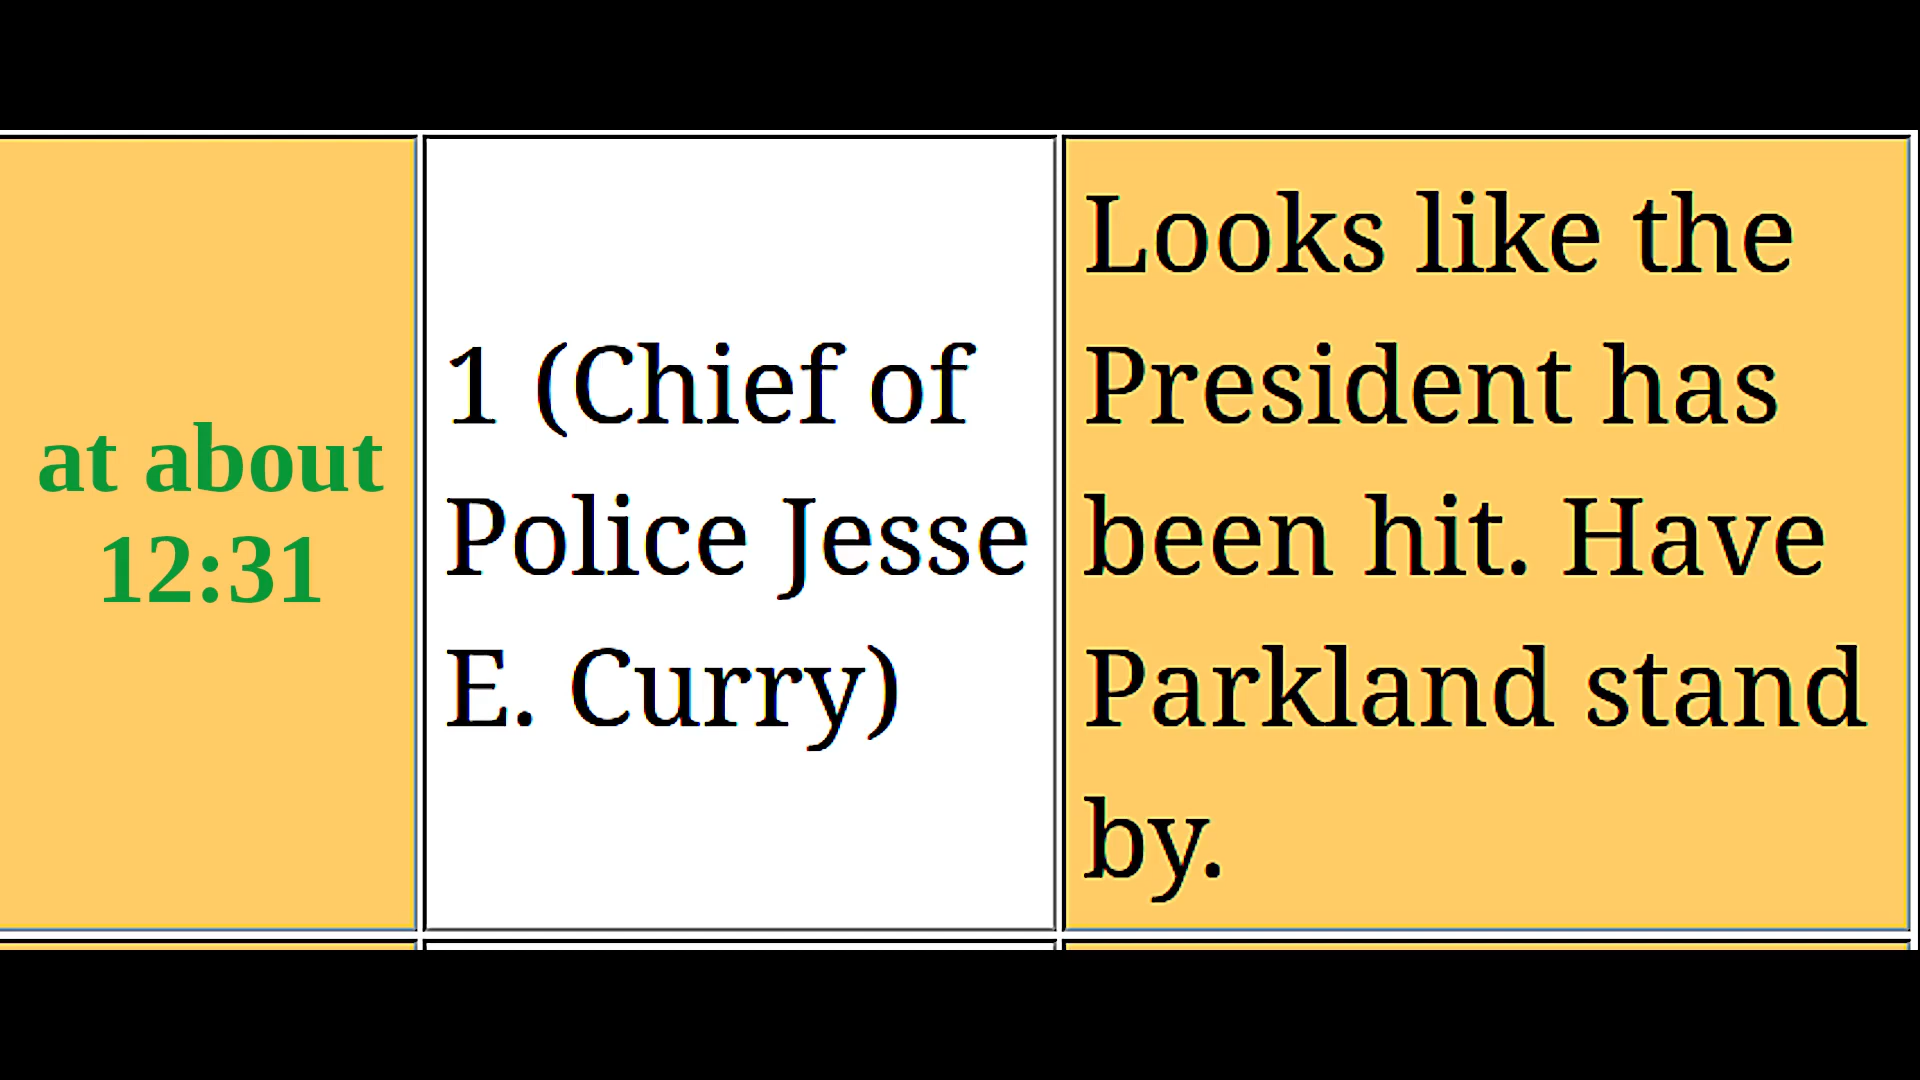 at about
12:31
1 (Chief of
Police Jesse
E. Curry)
Looks like the
President has
been hit. Have
Parkland stand
by.